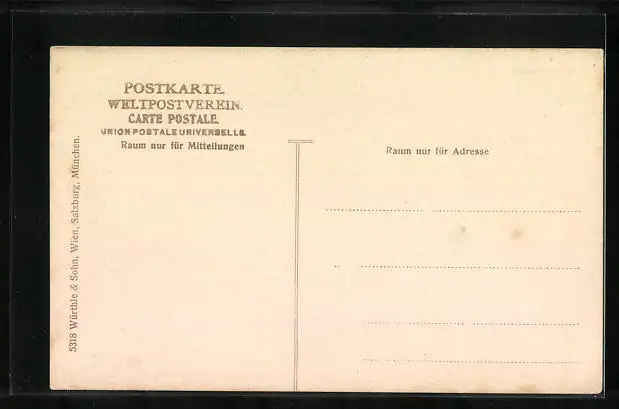 POSTKARTE.
WELTPOSTVEREIN.
CARTE POSTALE.
UNION POSTALE UNIVERSELLE.
Raum nur für Mitteilungen
Raum nur für Adresse
5318 Würthle & Sohn, Wien, Salzburg, München.